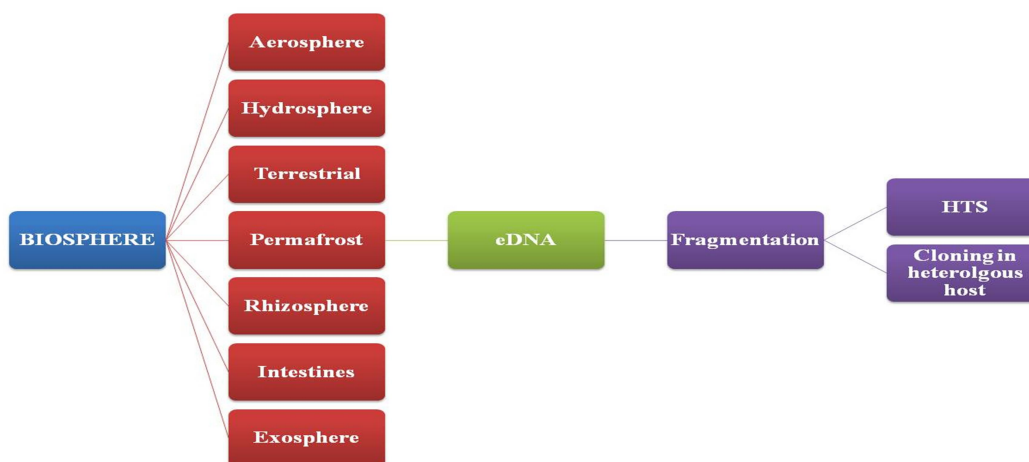 Aerosphere
Hydrosphere
Terrestrial
BIOSPHERE
Permafrost
eDNA
Fragmentation
HTS
Cloning in
heterolgous
host
Rhizosphere
Intestines
Exosphere